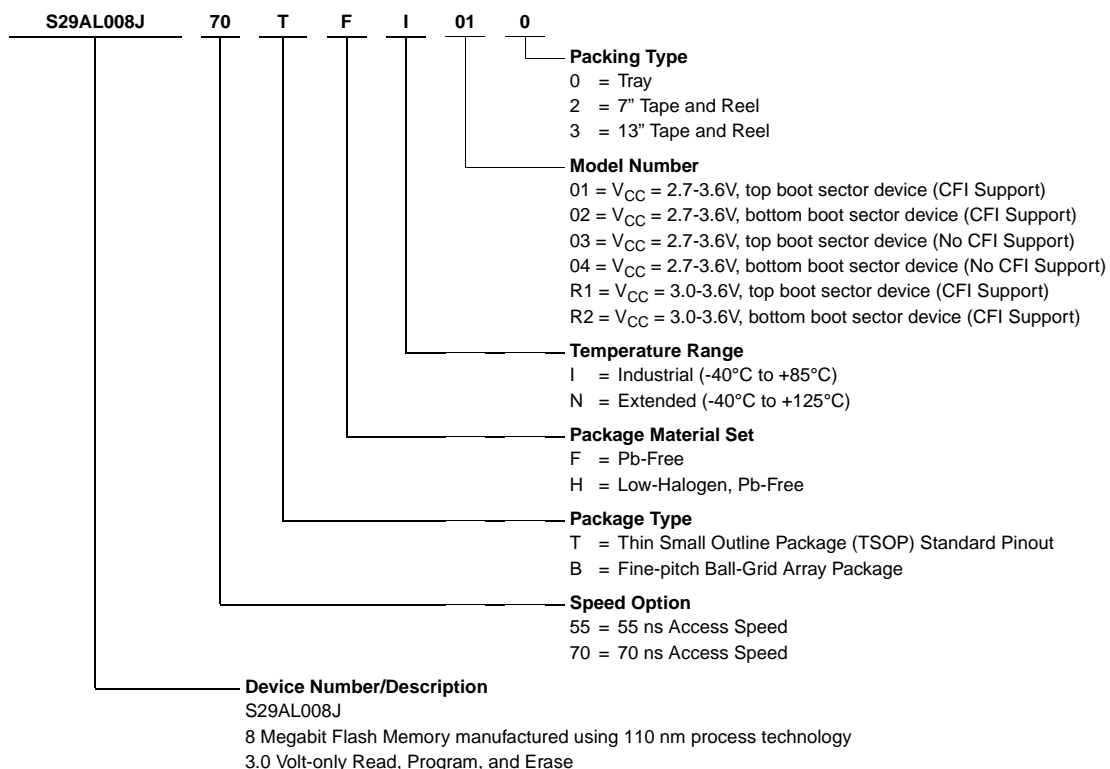 S29AL008J 70 T F I 01 0
Packing Type
0 = Tray
2 = 7” Tape and Reel
3 = 13” Tape and Reel
Model Number
01 = VCC = 2.7-3.6V, top boot sector device (CFI Support)
02 = VCC = 2.7-3.6V, bottom boot sector device (CFI Support)
03 = VCC = 2.7-3.6V, top boot sector device (No CFI Support)
04 = VCC = 2.7-3.6V, bottom boot sector device (No CFI Support)
R1 = VCC = 3.0-3.6V, top boot sector device (CFI Support)
R2 = VCC = 3.0-3.6V, bottom boot sector device (CFI Support)
Temperature Range
I = Industrial (-40°C to +85°C)
N = Extended (-40°C to +125°C)
Package Material Set
F = Pb-Free
H = Low-Halogen, Pb-Free
Package Type
T = Thin Small Outline Package (TSOP) Standard Pinout
B = Fine-pitch Ball-Grid Array Package
Speed Option
55 = 55 ns Access Speed
70 = 70 ns Access Speed
Device Number/Description
S29AL008J
8 Megabit Flash Memory manufactured using 110 nm process technology
3.0 Volt-only Read, Program, and Erase